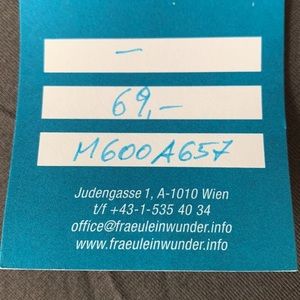 –
69,–
M600A657
Judengasse 1, A-1010 Wien
t/f +43-1-535 40 34
office@fraeuleinwunder.info
www.fraeuleinwunder.info